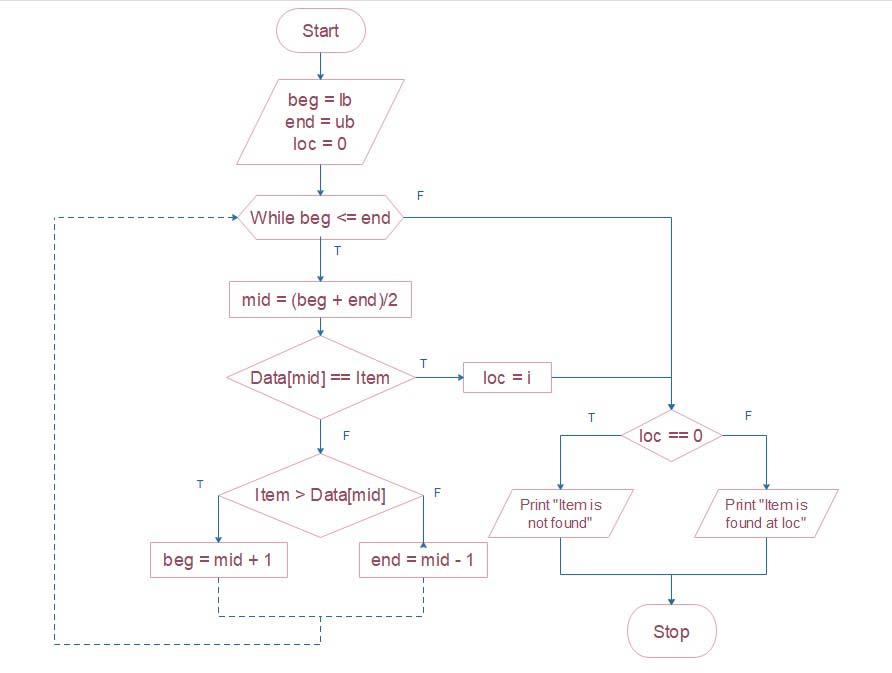 Start
beg = lb
end = ub
loc = 0
While beg <= end
F
T
mid = (beg + end)/2
Data[mid] == Item
T
loc = i
F
loc == 0
T
F
Item > Data[mid]
T
F
Print "Item is
not found"
Print "Item is
found at loc"
beg = mid + 1
end = mid - 1
Stop